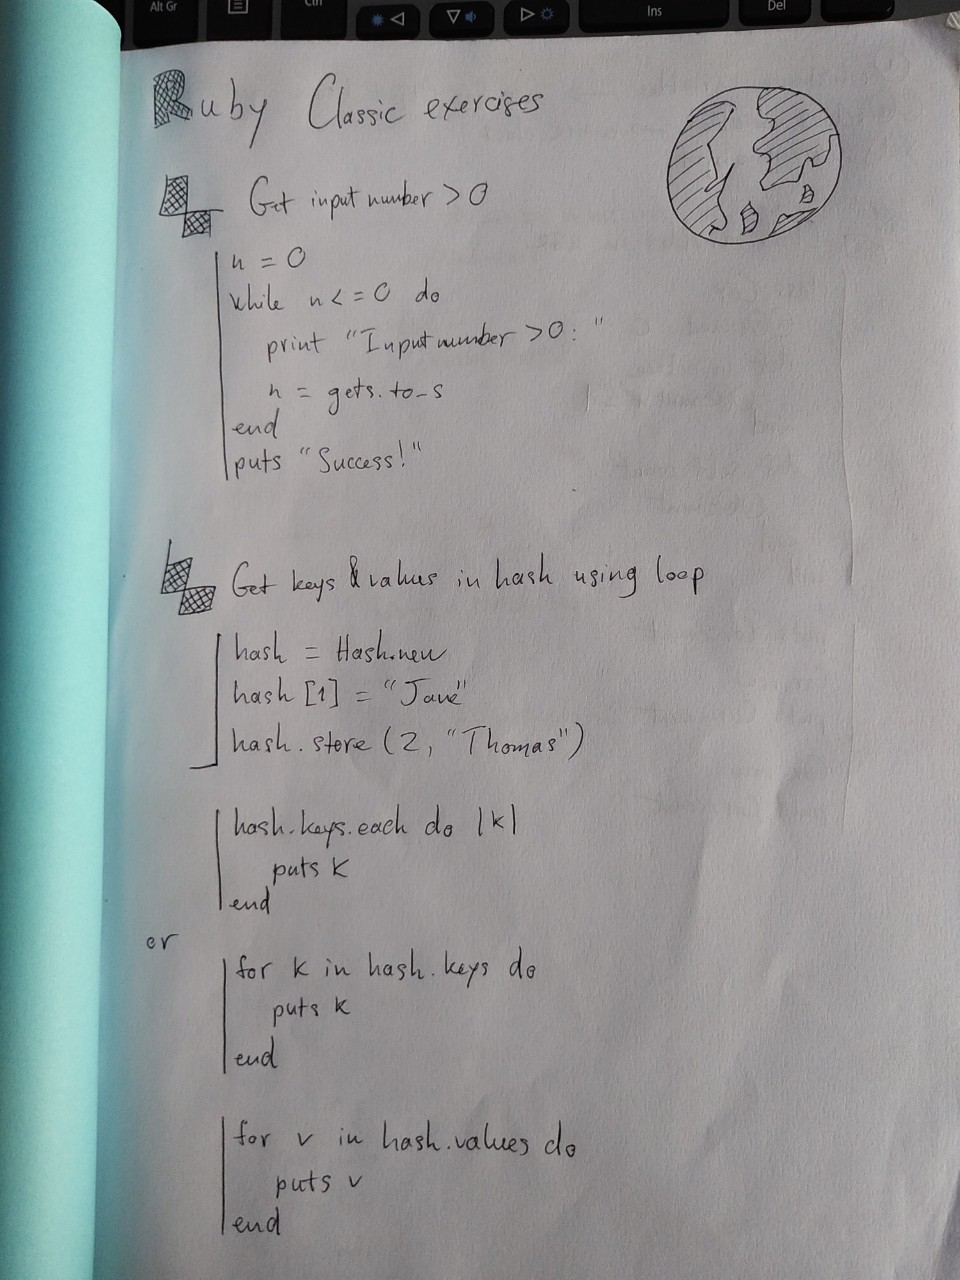 Alt Gr
Ctrl
Ins
Del
Ruby Classic exercises
Get input number > 0
n = 0
while n <= 0 do
print "Input number > 0: "
n = gets.to_s
end
puts "Success!"
Get keys & values in hash using loop
hash = Hash.new
hash [1] = "Jane"
hash.store (2, "Thomas")
hash.keys.each do |k|
puts k
end
or
for k in hash.keys do
puts k
end
for v in hash.values do
puts v
end